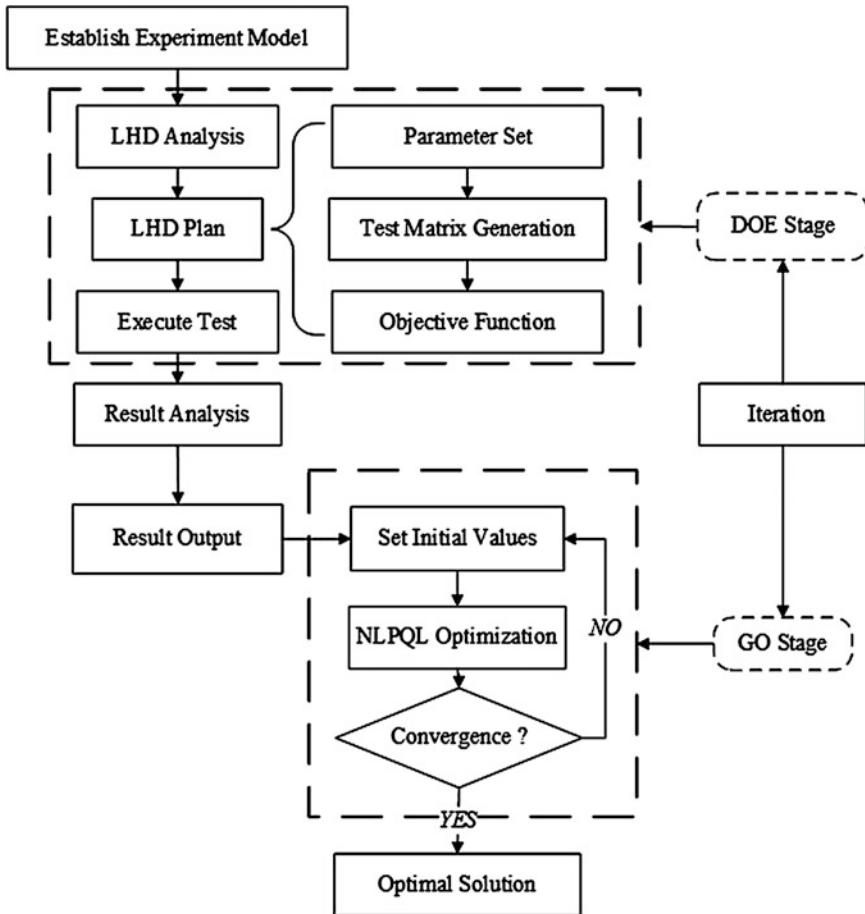 Establish Experiment Model
LHD Analysis
Parameter Set
LHD Plan
Test Matrix Generation
DOE Stage
Execute Test
Objective Function
Result Analysis
Iteration
Result Output
Set Initial Values
NLPQL Optimization
NO
GO Stage
Convergence ?
YES
Optimal Solution